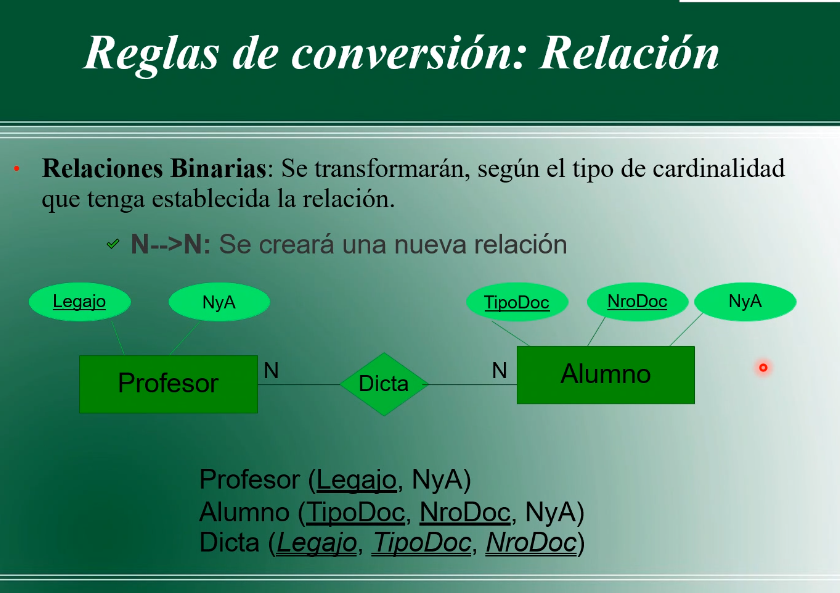 Reglas de conversión: Relación
Relaciones Binarias: Se transformarán, según el tipo de cardinalidad
que tenga establecida la relación.
N-->N: Se creará una nueva relación
Legajo NyA TipoDoc NroDoc NyA
Profesor N Dicta N Alumno
Profesor (Legajo, NyA)
Alumno (TipoDoc, NroDoc, NyA)
Dicta (Legajo, TipoDoc, NroDoc)